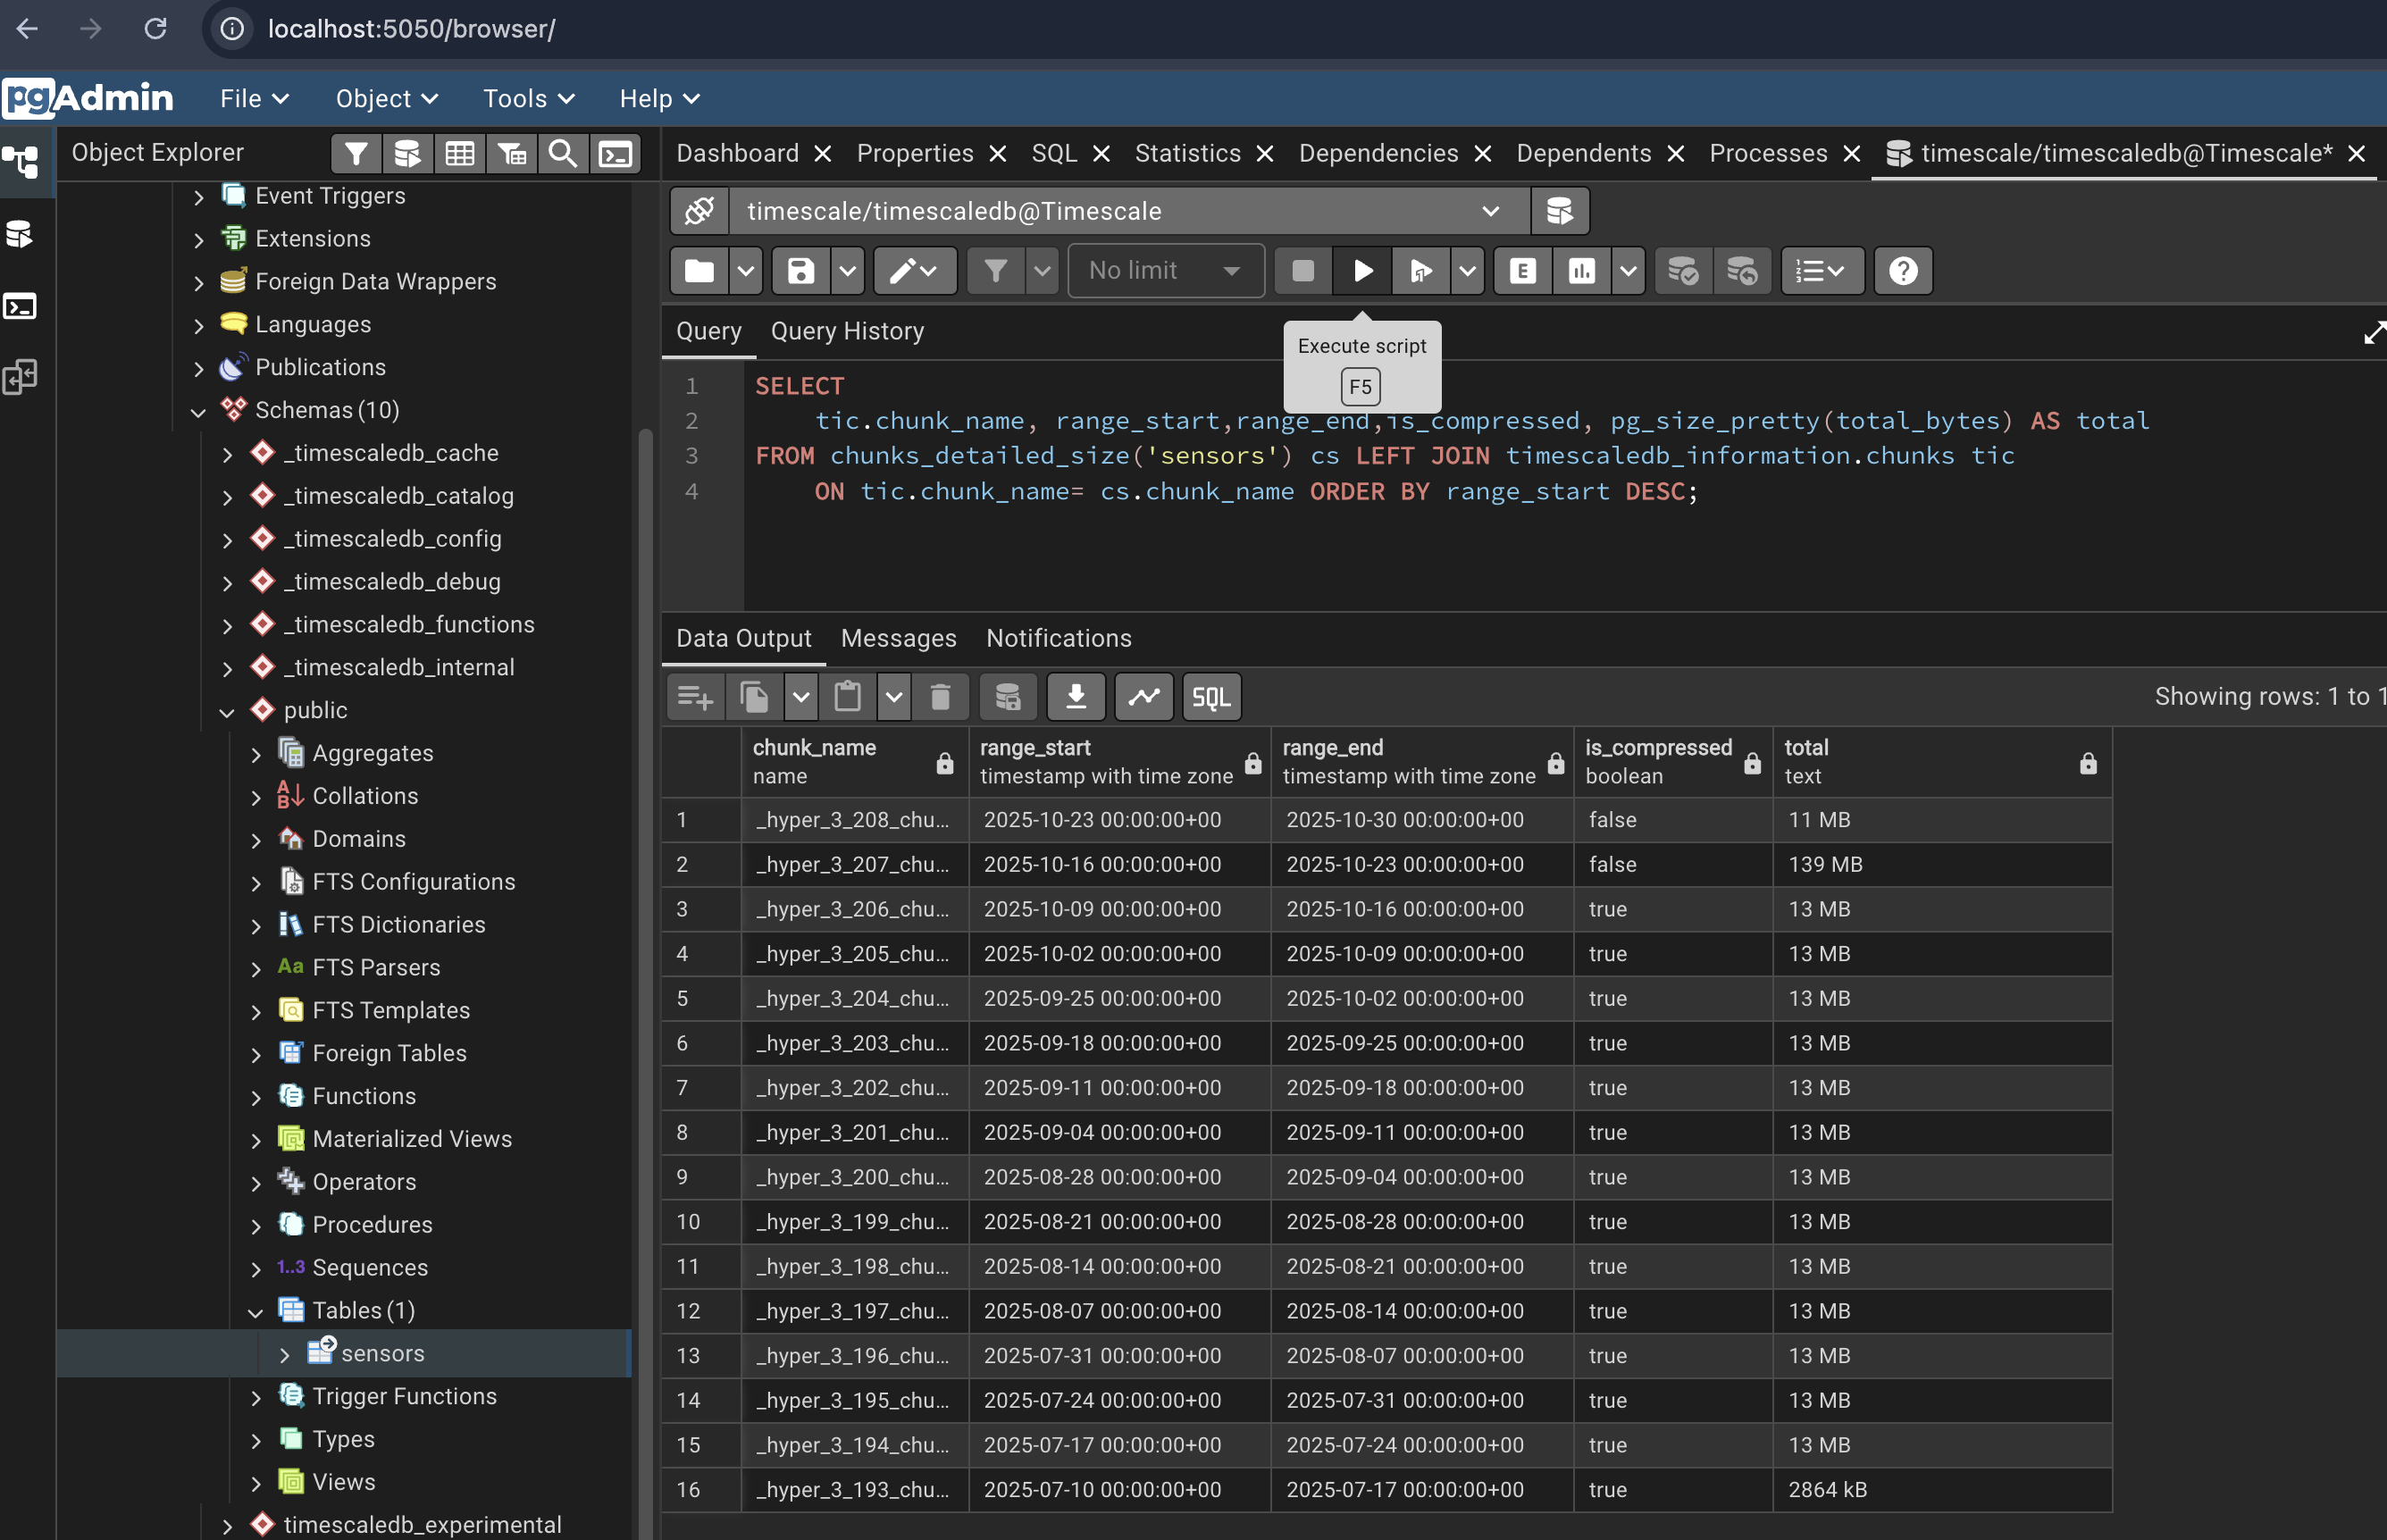 localhost:5050/browser/
pgAdmin File Object Tools Help
Object Explorer
Event Triggers
Extensions
Foreign Data Wrappers
Languages
Publications
Schemas (10)
_timescaledb_cache
_timescaledb_catalog
_timescaledb_config
_timescaledb_debug
_timescaledb_functions
_timescaledb_internal
public
Aggregates
Collations
Domains
FTS Configurations
FTS Dictionaries
FTS Parsers
FTS Templates
Foreign Tables
Functions
Materialized Views
Operators
Procedures
1..3 Sequences
Tables (1)
sensors
Trigger Functions
Types
Views
timescaledb_experimental
Dashboard Properties SQL Statistics Dependencies Dependents Processes timescale/timescaledb@Timescale*
timescale/timescaledb@Timescale
No limit
Query Query History
Execute script
F5
1 SELECT
2 tic.chunk_name, range_start,range_end,is_compressed, pg_size_pretty(total_bytes) AS total
3 FROM chunks_detailed_size('sensors') cs LEFT JOIN timescaledb_information.chunks tic
4 ON tic.chunk_name= cs.chunk_name ORDER BY range_start DESC;
Data Output Messages Notifications
SQL Showing rows: 1 to 1
chunk_name range_start range_end is_compressed total
name timestamp with time zone timestamp with time zone boolean text
1 _hyper_3_208_chu... 2025-10-23 00:00:00+00 2025-10-30 00:00:00+00 false 11 MB
2 _hyper_3_207_chu... 2025-10-16 00:00:00+00 2025-10-23 00:00:00+00 false 139 MB
3 _hyper_3_206_chu... 2025-10-09 00:00:00+00 2025-10-16 00:00:00+00 true 13 MB
4 _hyper_3_205_chu... 2025-10-02 00:00:00+00 2025-10-09 00:00:00+00 true 13 MB
5 _hyper_3_204_chu... 2025-09-25 00:00:00+00 2025-10-02 00:00:00+00 true 13 MB
6 _hyper_3_203_chu... 2025-09-18 00:00:00+00 2025-09-25 00:00:00+00 true 13 MB
7 _hyper_3_202_chu... 2025-09-11 00:00:00+00 2025-09-18 00:00:00+00 true 13 MB
8 _hyper_3_201_chu... 2025-09-04 00:00:00+00 2025-09-11 00:00:00+00 true 13 MB
9 _hyper_3_200_chu... 2025-08-28 00:00:00+00 2025-09-04 00:00:00+00 true 13 MB
10 _hyper_3_199_chu... 2025-08-21 00:00:00+00 2025-08-28 00:00:00+00 true 13 MB
11 _hyper_3_198_chu... 2025-08-14 00:00:00+00 2025-08-21 00:00:00+00 true 13 MB
12 _hyper_3_197_chu... 2025-08-07 00:00:00+00 2025-08-14 00:00:00+00 true 13 MB
13 _hyper_3_196_chu... 2025-07-31 00:00:00+00 2025-08-07 00:00:00+00 true 13 MB
14 _hyper_3_195_chu... 2025-07-24 00:00:00+00 2025-07-31 00:00:00+00 true 13 MB
15 _hyper_3_194_chu... 2025-07-17 00:00:00+00 2025-07-24 00:00:00+00 true 13 MB
16 _hyper_3_193_chu... 2025-07-10 00:00:00+00 2025-07-17 00:00:00+00 true 2864 kB